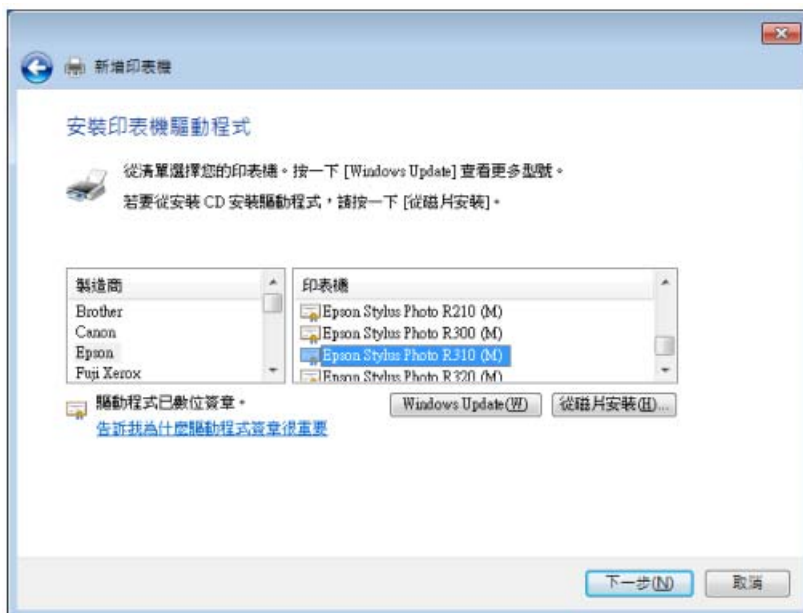 新增印表機
安裝印表機驅動程式
從清單選擇您的印表機。按一下 [Windows Update] 查看更多型號。
若要從安裝 CD 安裝驅動程式，請按一下 [從磁片安裝]。
製造商
Brother
Canon
Epson
Fuji Xerox
印表機
Epson Stylus Photo R210 (M)
Epson Stylus Photo R300 (M)
Epson Stylus Photo R310 (M)
Epson Stylus Photo R320 (M)
驅動程式已數位簽章。
告訴我為什麼驅動程式簽章很重要
Windows Update(W)
從磁片安裝(H)...
下一步(N)
取消